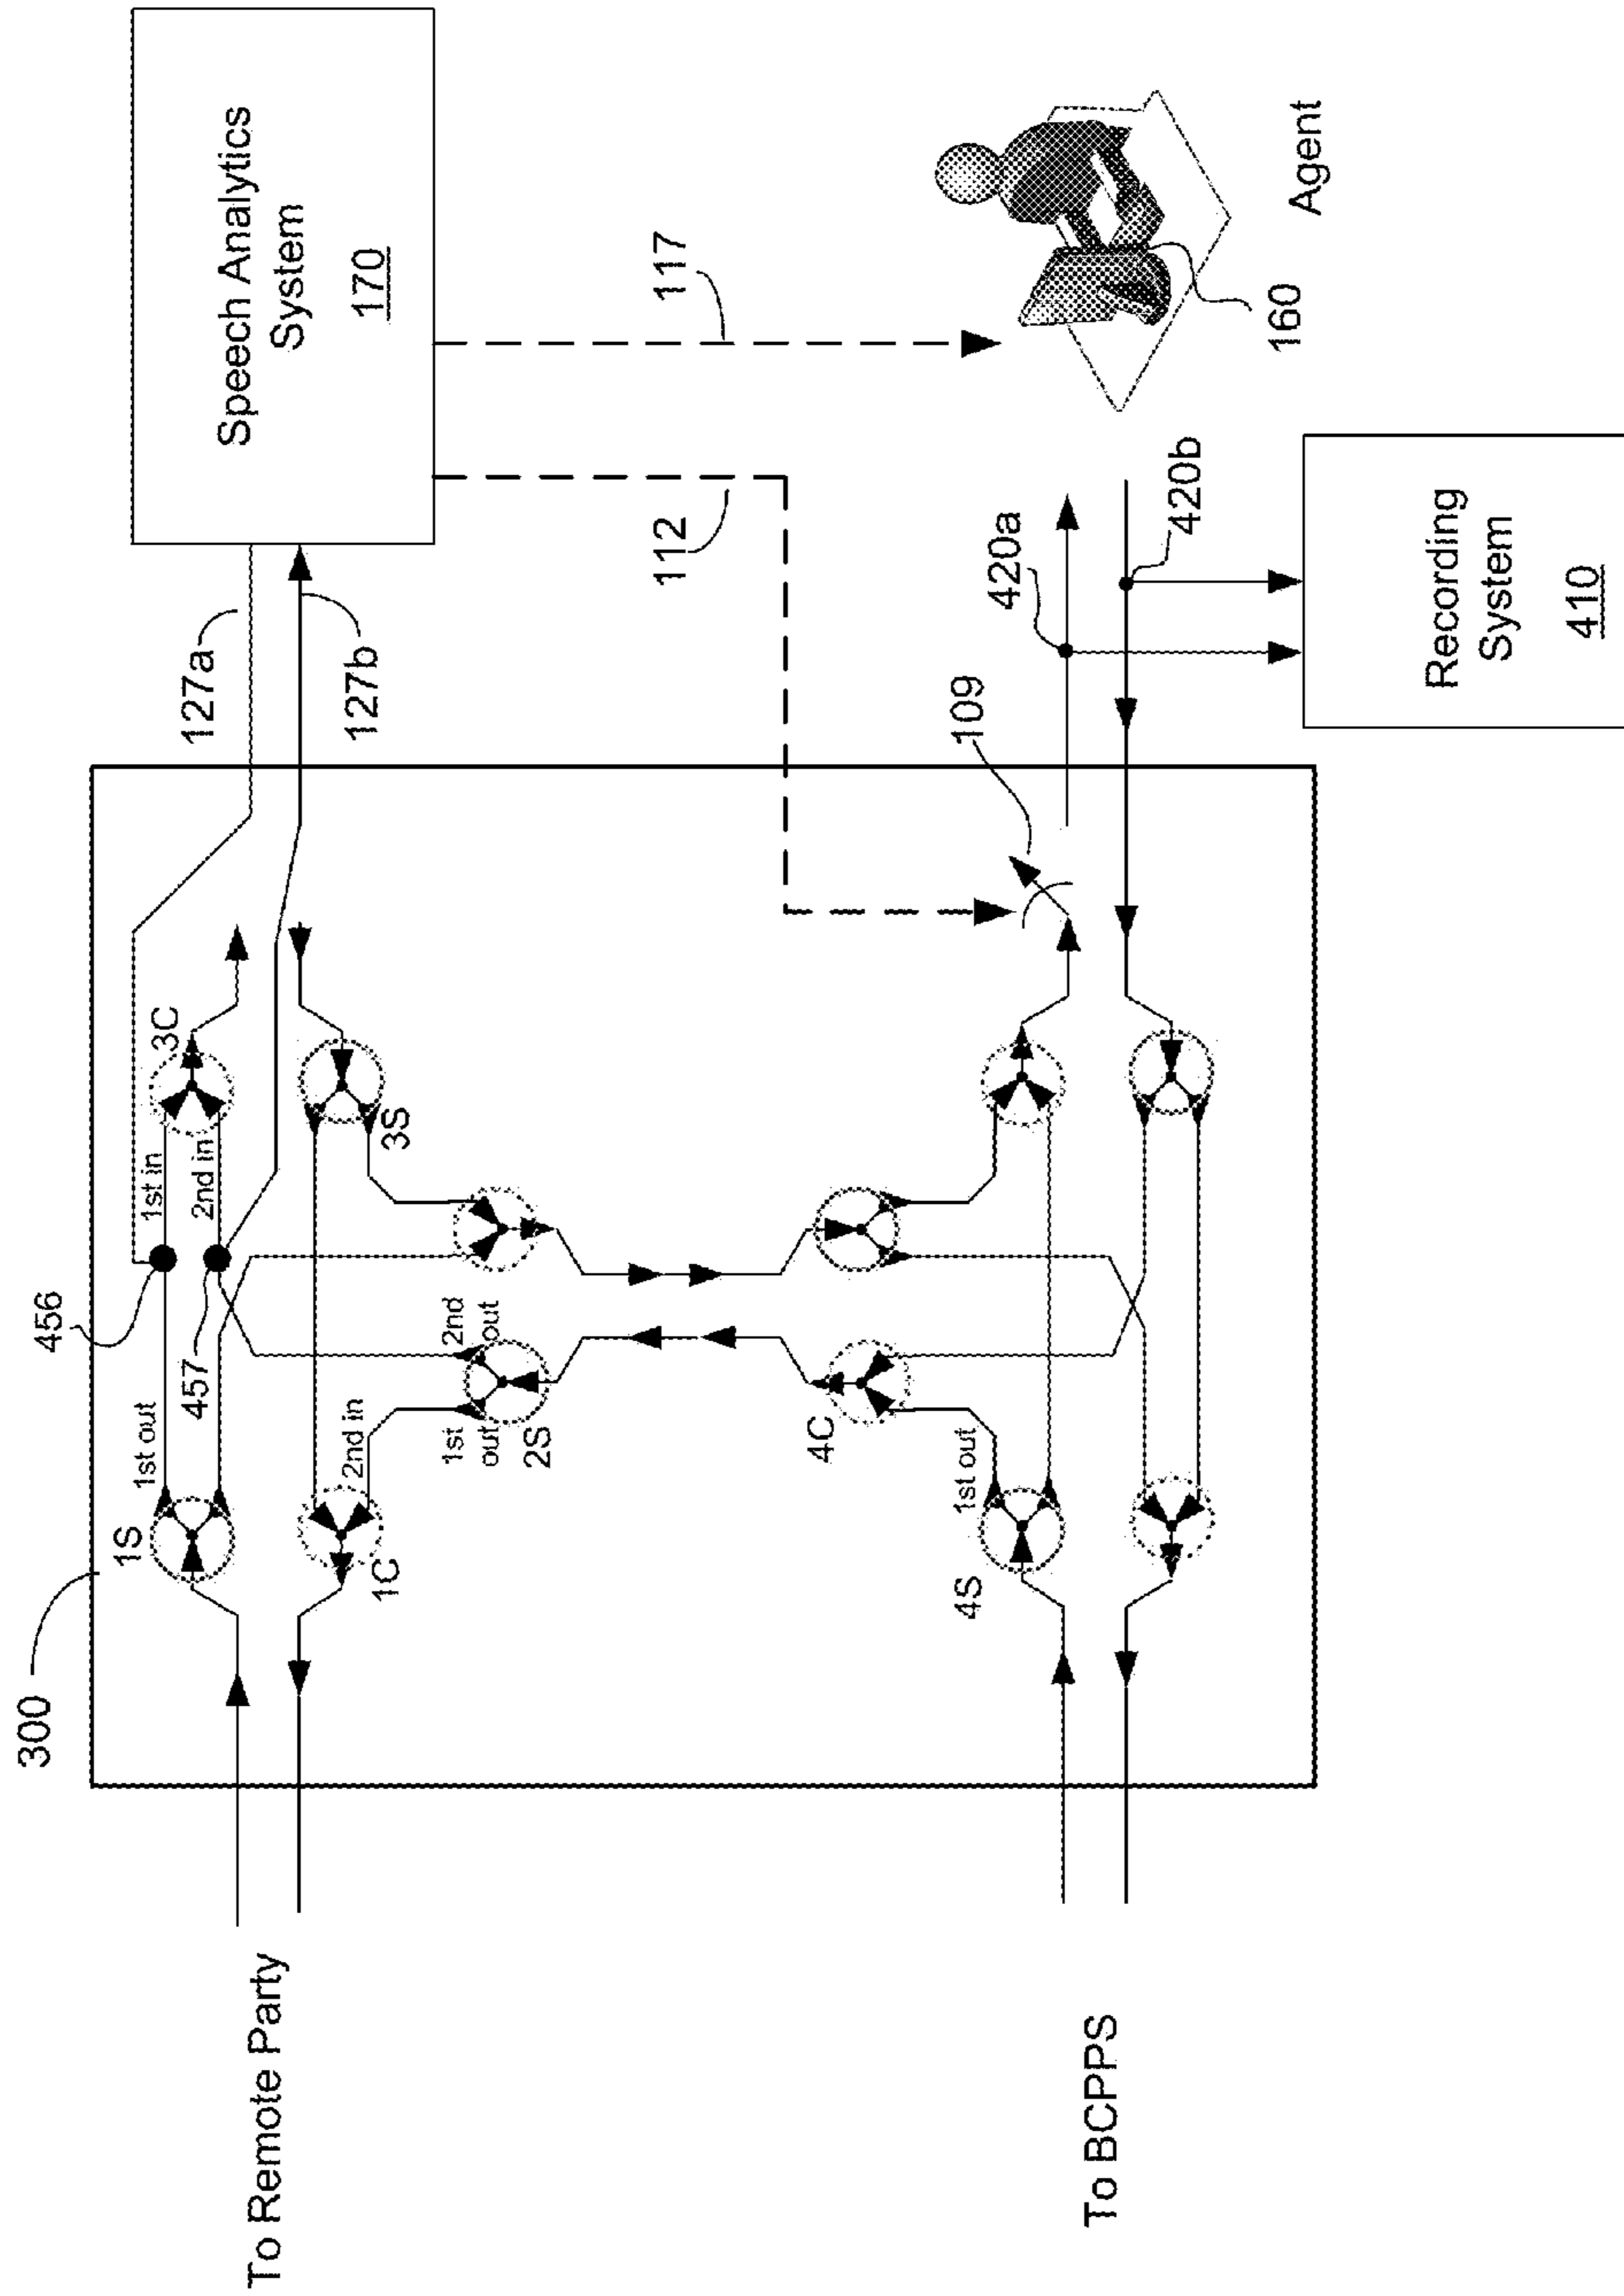 300
To Remote Party
To BCPPS
1S
1st out
456
457
1st in
2nd in
3C
127a
127b
Speech Analytics
System
170
1C
2nd in
3S
1st
out
2nd
out
2S
112
117
4C
4S
1st out
109
420a
420b
160
Agent
Recording
System
410